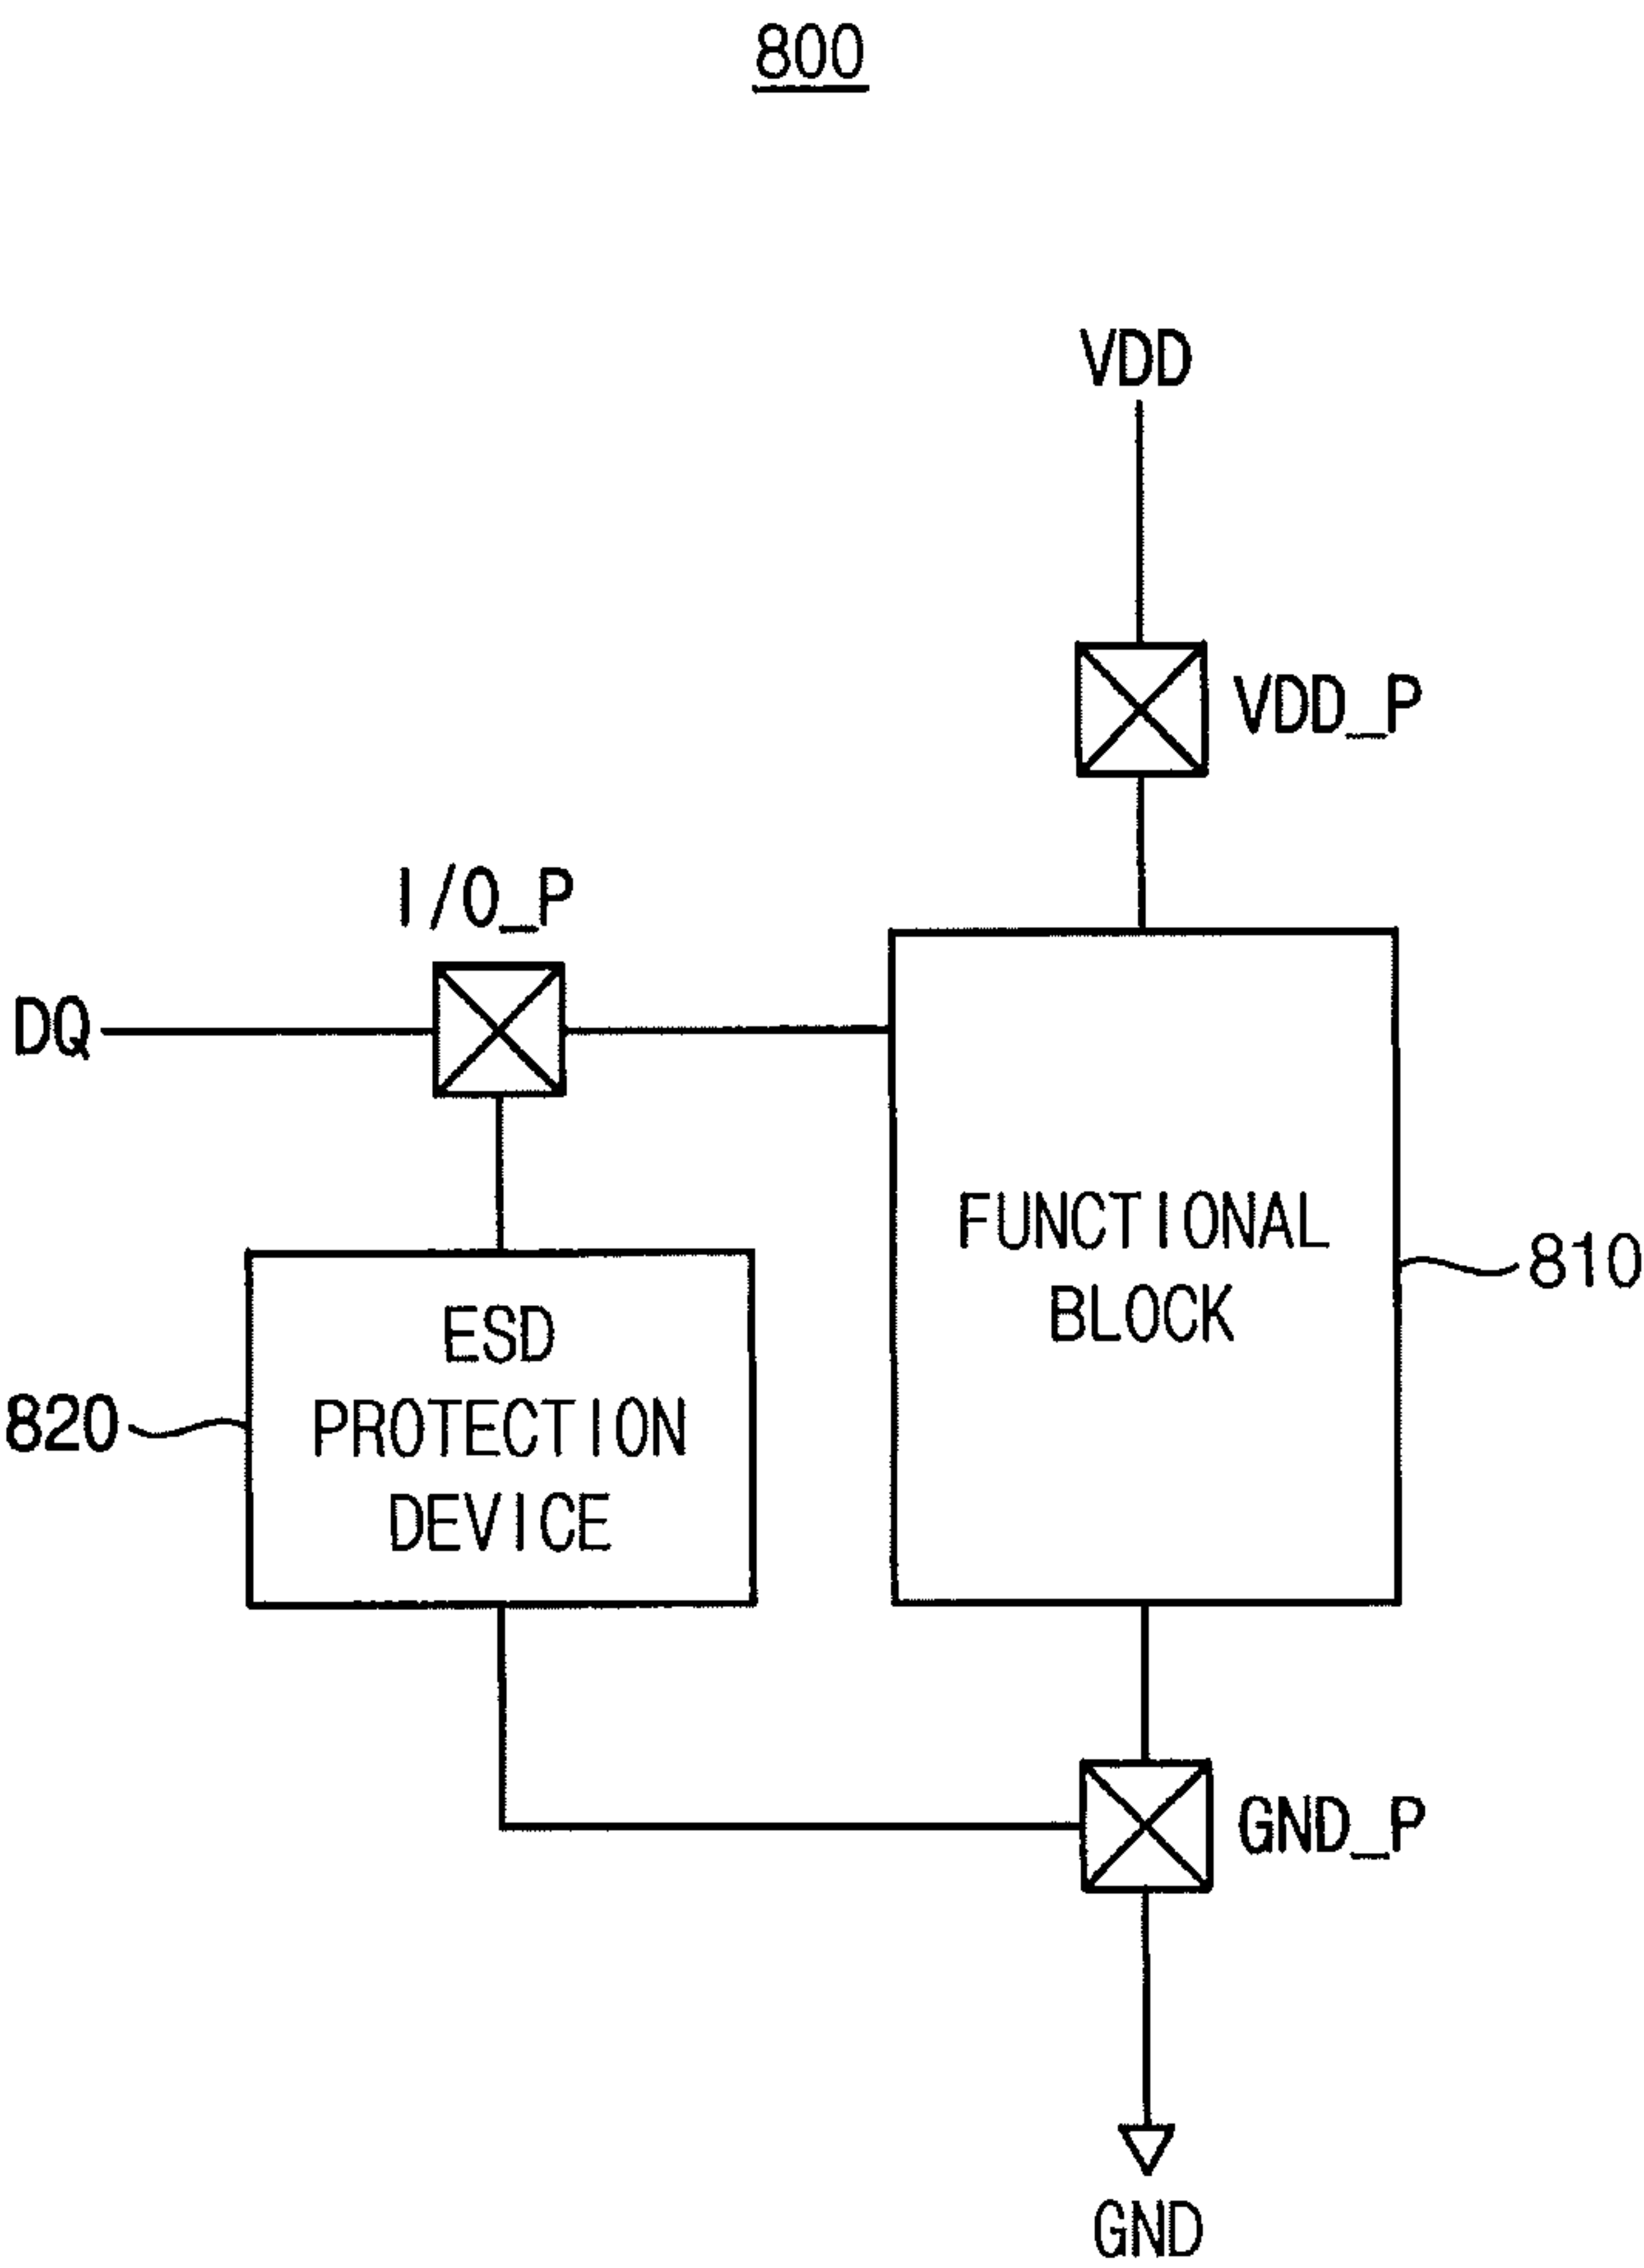 800
VDD
VDD_P
I/O_P
DQ
FUNCTIONAL
BLOCK
810
ESD
PROTECTION
DEVICE
820
GND_P
GND